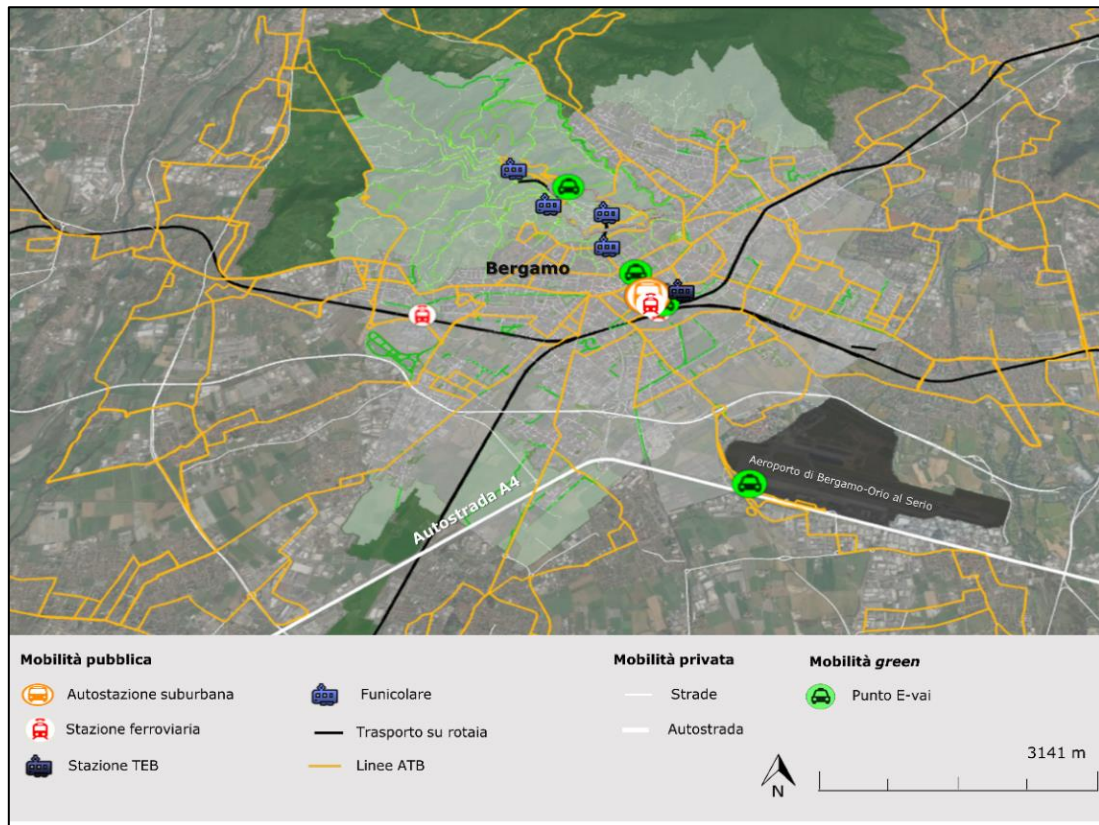 Bergamo
Aeroporto di Bergamo-Orio al Serio
Autostrada A4
Mobilità pubblica
Autostazione suburbana
Stazione ferroviaria
Stazione TEB
Funicolare
Trasporto su rotaia
Linee ATB
Mobilità privata
Strade
Autostrada
Mobilità green
Punto E-vai
3141 m
N